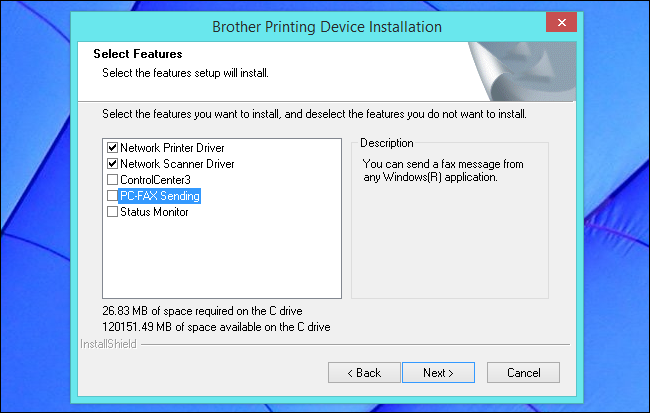 Brother Printing Device Installation
Select Features
Select the features setup will install.
Select the features you want to install, and deselect the features you do not want to install.
Network Printer Driver
Network Scanner Driver
ControlCenter3
PC-FAX Sending
Status Monitor
Description
You can send a fax message from
any Windows(R) application.
26.83 MB of space required on the C drive
120151.49 MB of space available on the C drive
InstallShield
< Back
Next >
Cancel